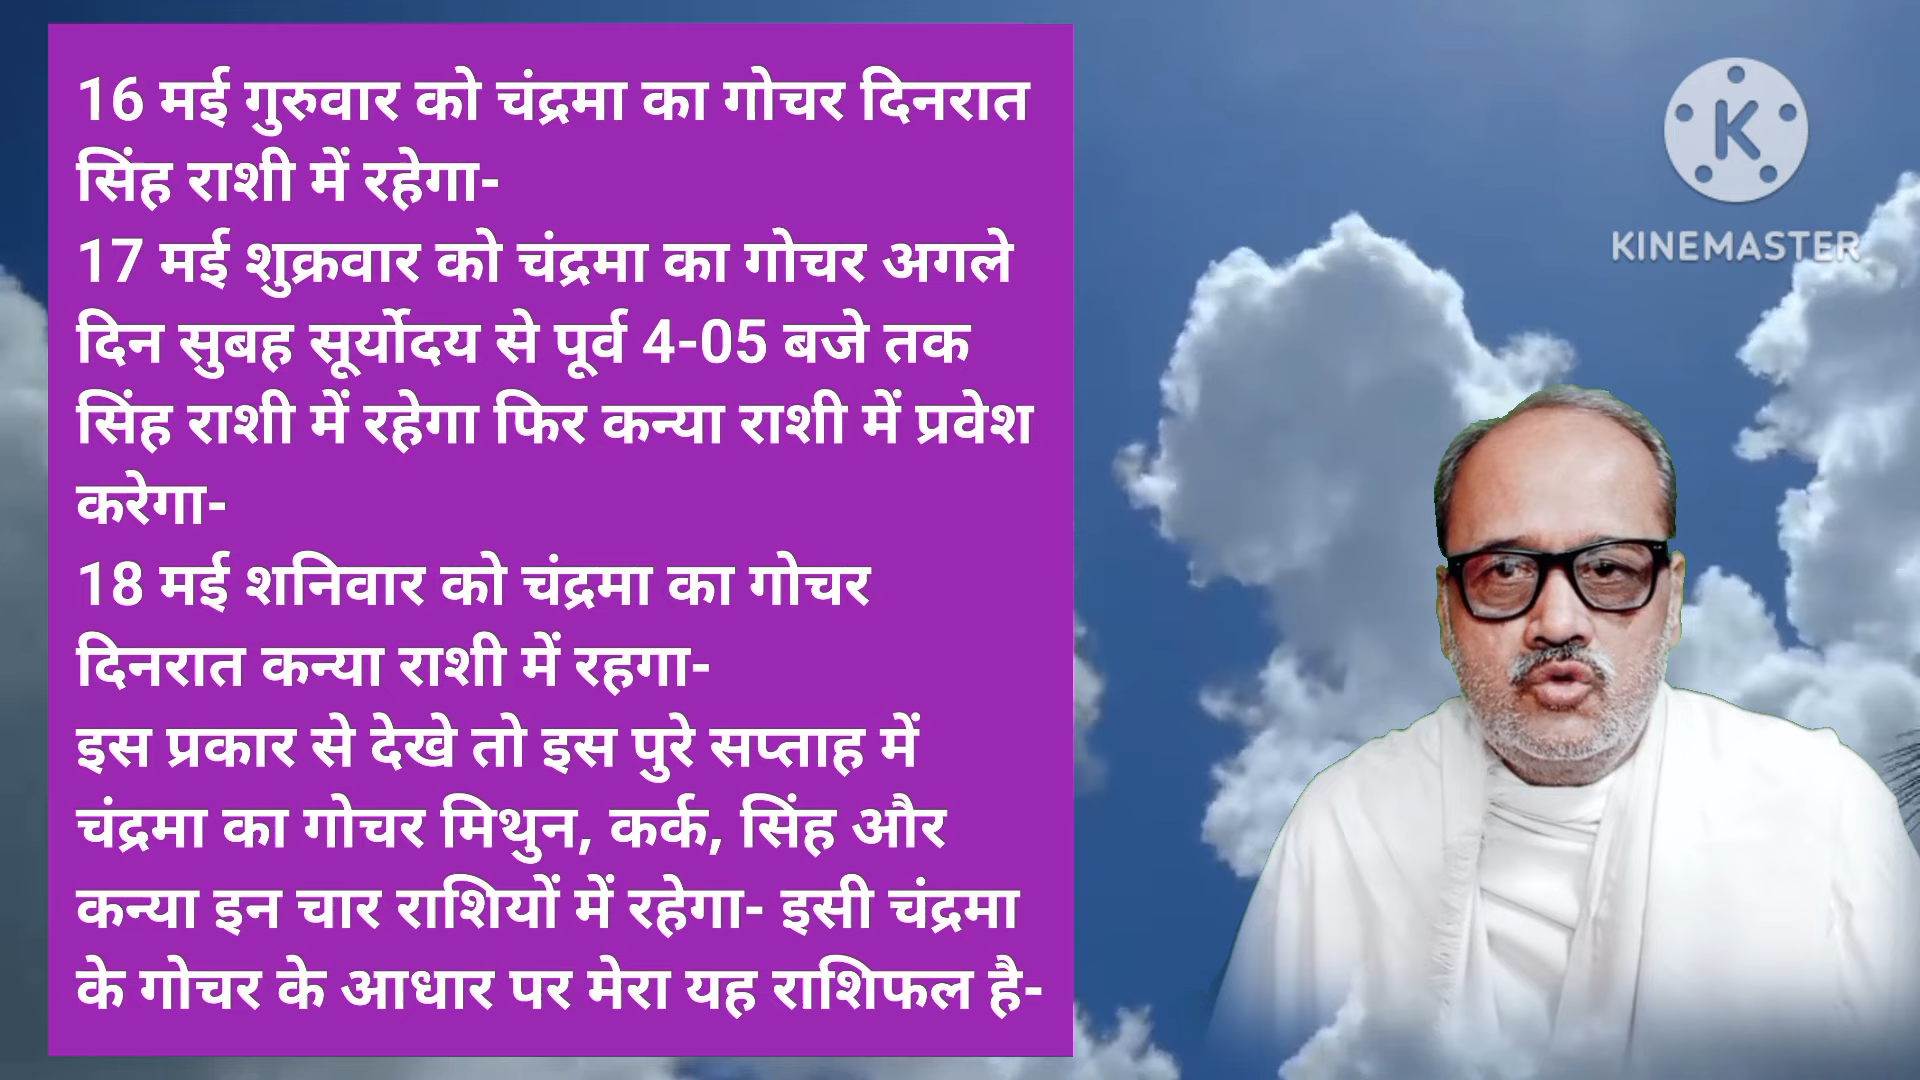 16 मई गुरुवार को चंद्रमा का गोचर दिनरात
सिंह राशी में रहेगा-
17 मई शुक्रवार को चंद्रमा का गोचर अगले
दिन सुबह सूर्योदय से पूर्व 4-05 बजे तक
सिंह राशी में रहेगा फिर कन्या राशी में प्रवेश
करेगा-
18 मई शनिवार को चंद्रमा का गोचर
दिनरात कन्या राशी में रहगा-
इस प्रकार से देखे तो इस पुरे सप्ताह में
चंद्रमा का गोचर मिथुन, कर्क, सिंह और
कन्या इन चार राशियों में रहेगा- इसी चंद्रमा
के गोचर के आधार पर मेरा यह राशिफल है-
K
KINEMASTER